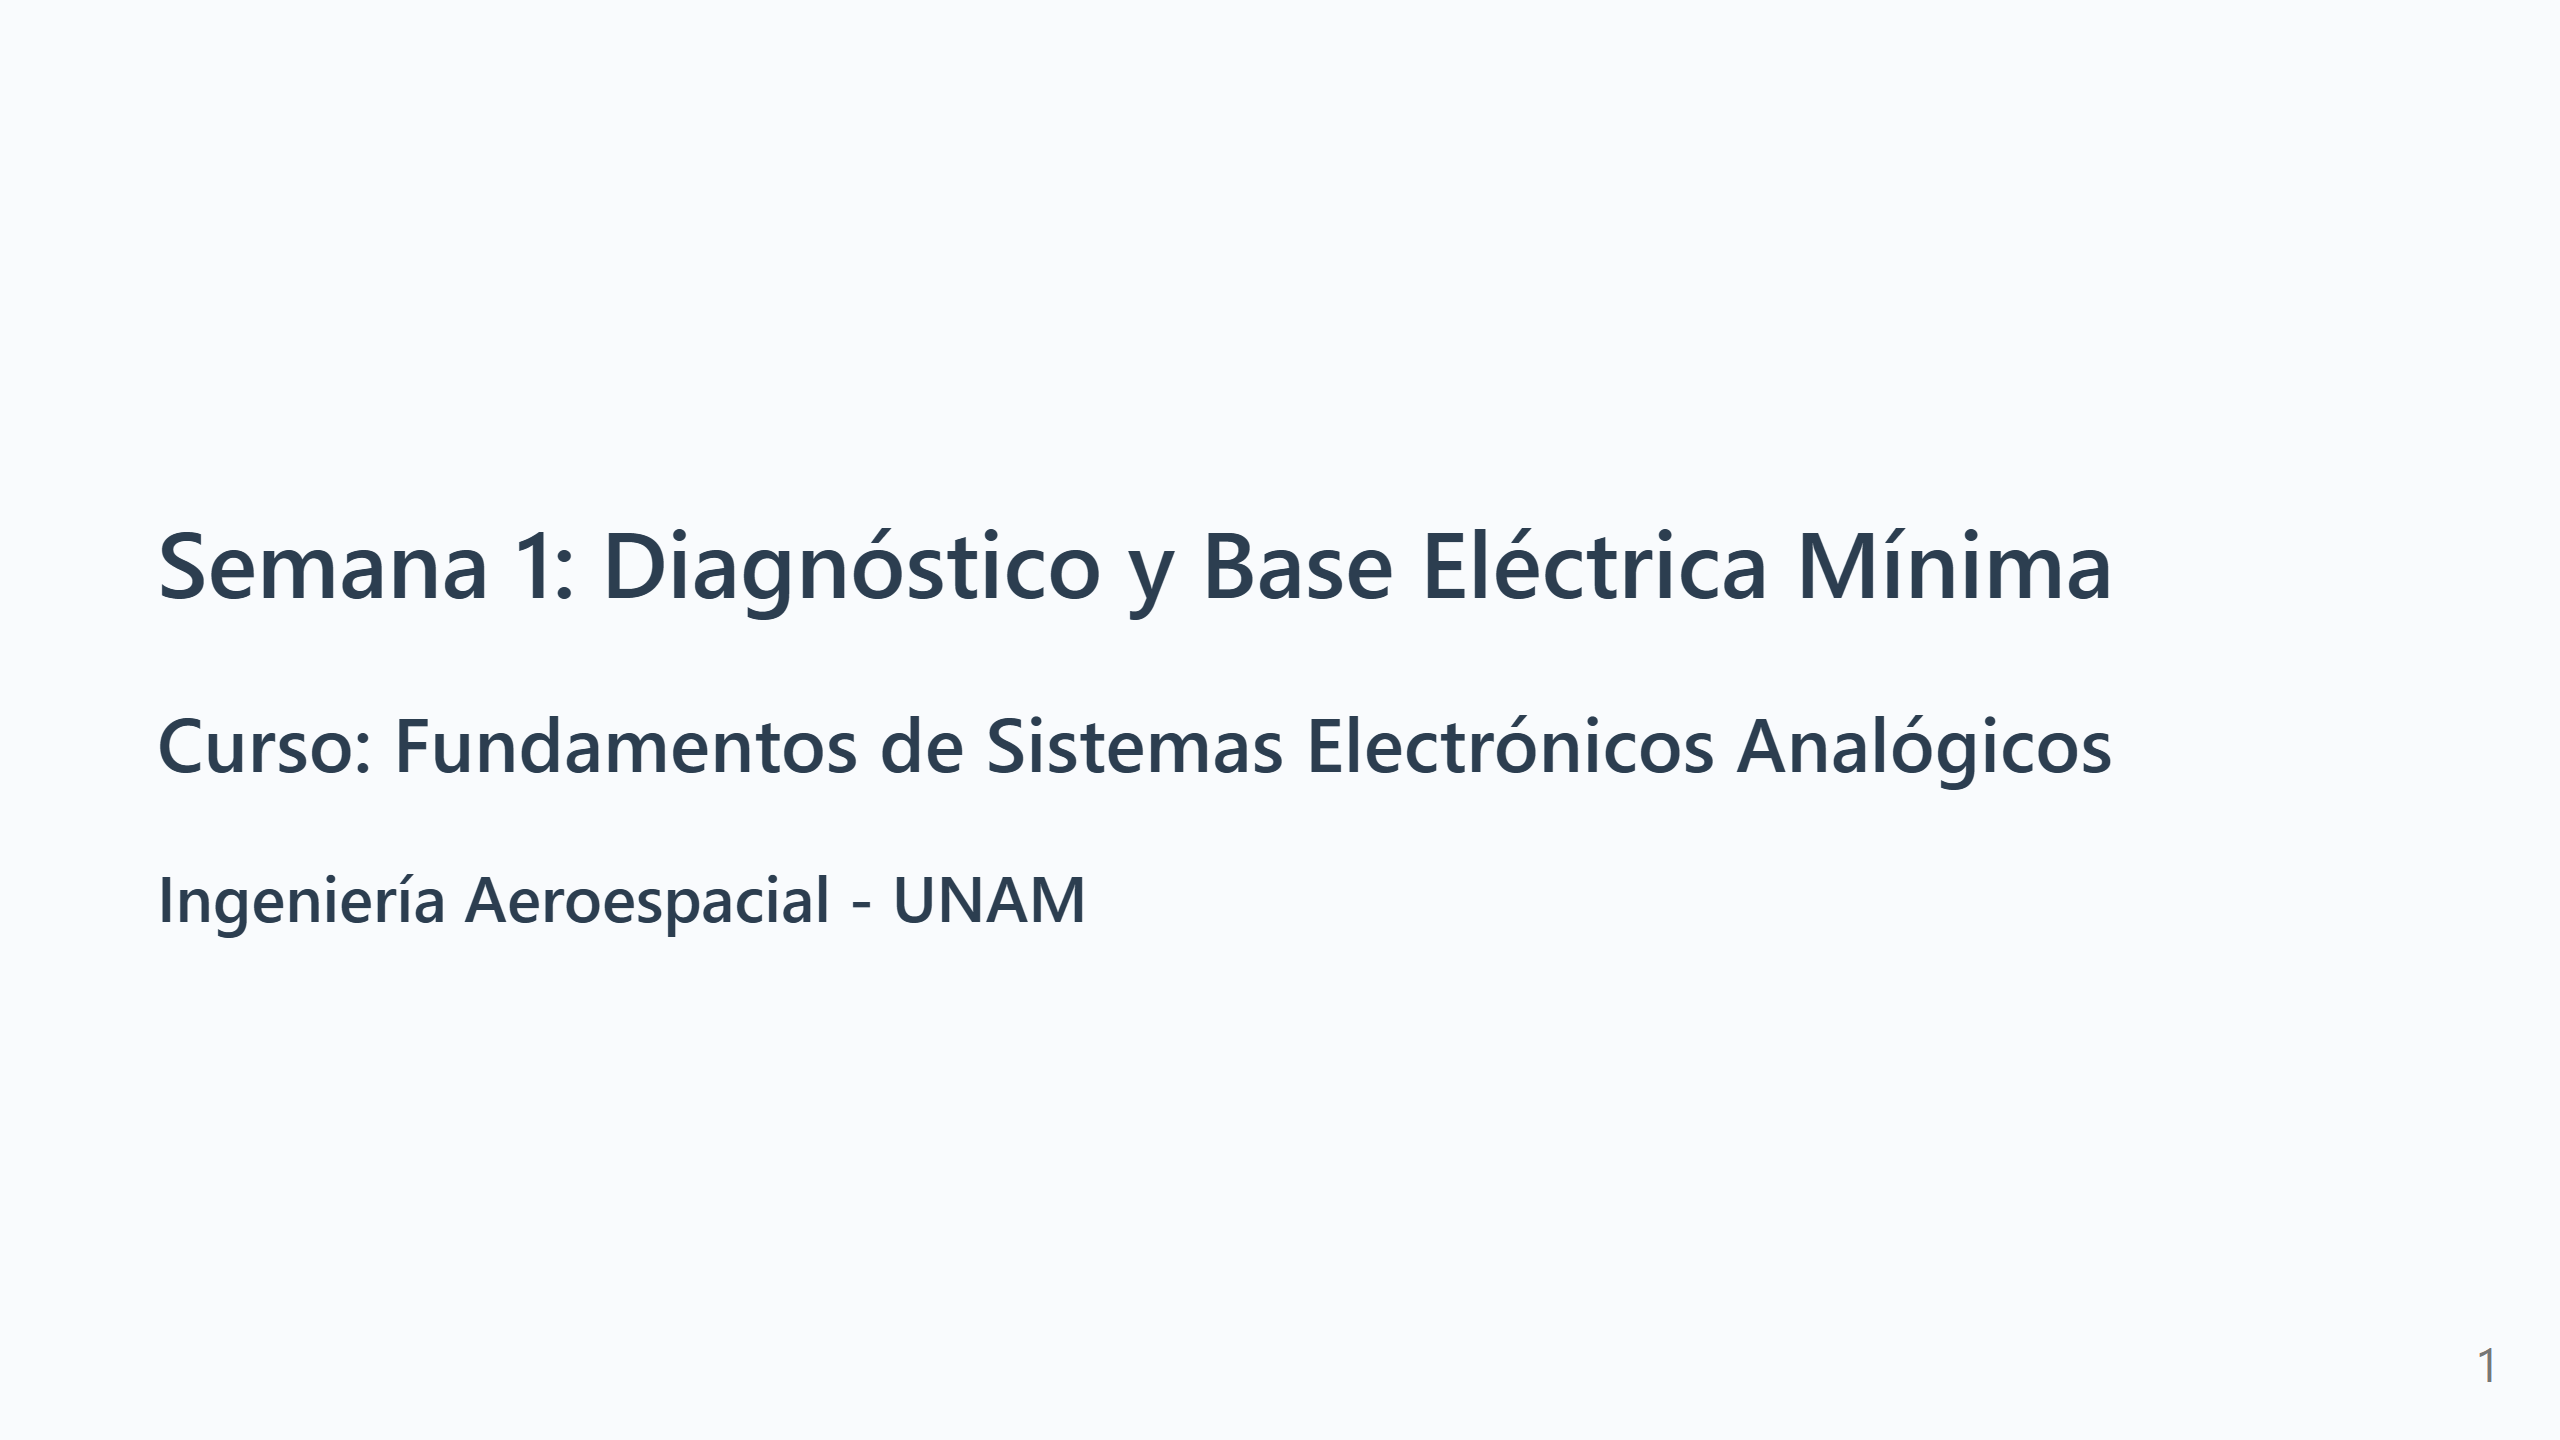 Semana 1: Diagnóstico y Base Eléctrica Mínima
Curso: Fundamentos de Sistemas Electrónicos Analógicos
Ingeniería Aeroespacial - UNAM
1